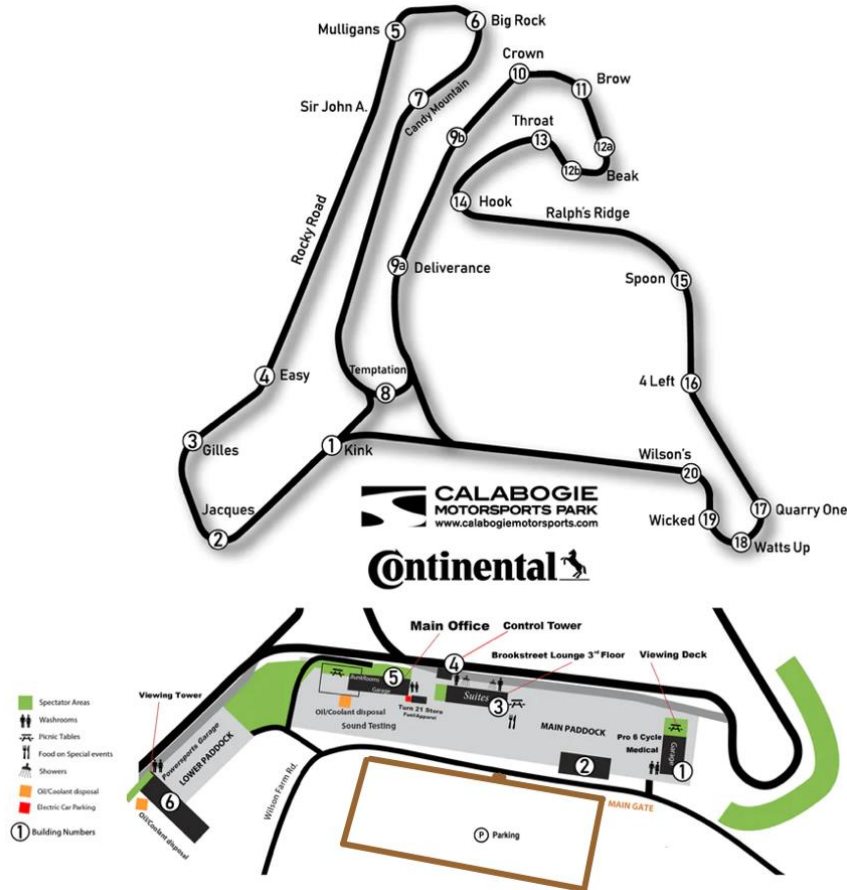 6
Big Rock
Mulligans
5
Crown
10
Brow
11
7
Candy Mountain
Sir John A.
Throat
9b
13
12a
12b
Beak
14
Hook
Ralph's Ridge
Rocky Road
9a
Deliverance
Spoon
15
Temptation
4
Easy
4 Left
16
8
3
Gilles
1
Kink
Wilson's
20
Jacques
CALABOGIE
MOTORSPORTS PARK
www.calabogiemotorsports.com
17
Quarry One
Wicked
19
2
18
Watts Up
Continental
Main Office
Control Tower
Brookstreet Lounge 3rd Floor
Viewing Deck
4
5
Bunkrooms
Garage
Suites
3
Viewing Tower
Spectator Areas
Washrooms
Picnic Tables
Food on Special events
Showers
Oil/Coolant disposal
Electric Car Parking
1 Building Numbers
Oil/Coolant disposal
Sound Testing
Turn 21 Store
Fuel/Apparel
MAIN PADDOCK
Pro 6 Cycle
Medical
Garage
1
2
Powersports Garage
LOWER PADDOCK
6
Oil/Coolant disposal
Wilson Farm Rd.
MAIN GATE
P Parking